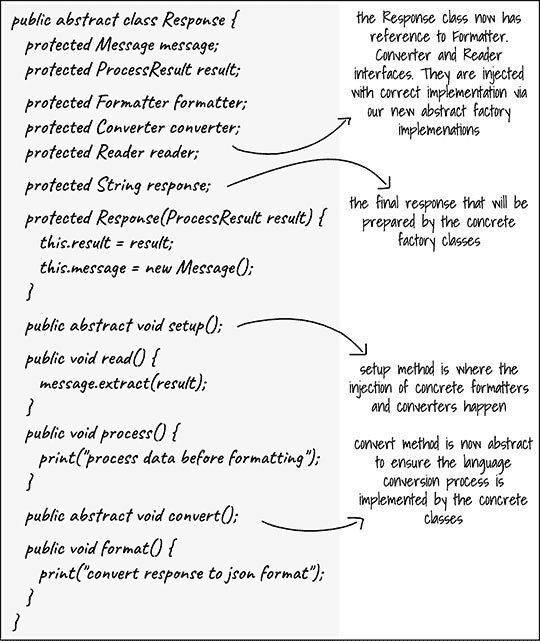 public abstract class Response {
protected Message message;
protected ProcessResult result;
protected Formatter formatter;
protected Converter converter;
protected Reader reader;
protected String response;
protected Response(ProcessResult result) {
this.result = result;
this.message = new Message();
}
public abstract void setup();
public void read() {
message.extract(result);
}
public void process() {
print("process data before formatting");
}
public abstract void convert();
public void format() {
print("convert response to json format");
}
}
the Response class now has
reference to Formatter.
Converter and Reader
interfaces. They are injected
with correct implementation via
our new abstract factory
implemenations
the final response that will be
prepared by the concrete
factory classes
setup method is where the
injection of concrete formatters
and converters happen
convert method is now abstract
to ensure the language
conversion process is
implemented by the concrete
classes